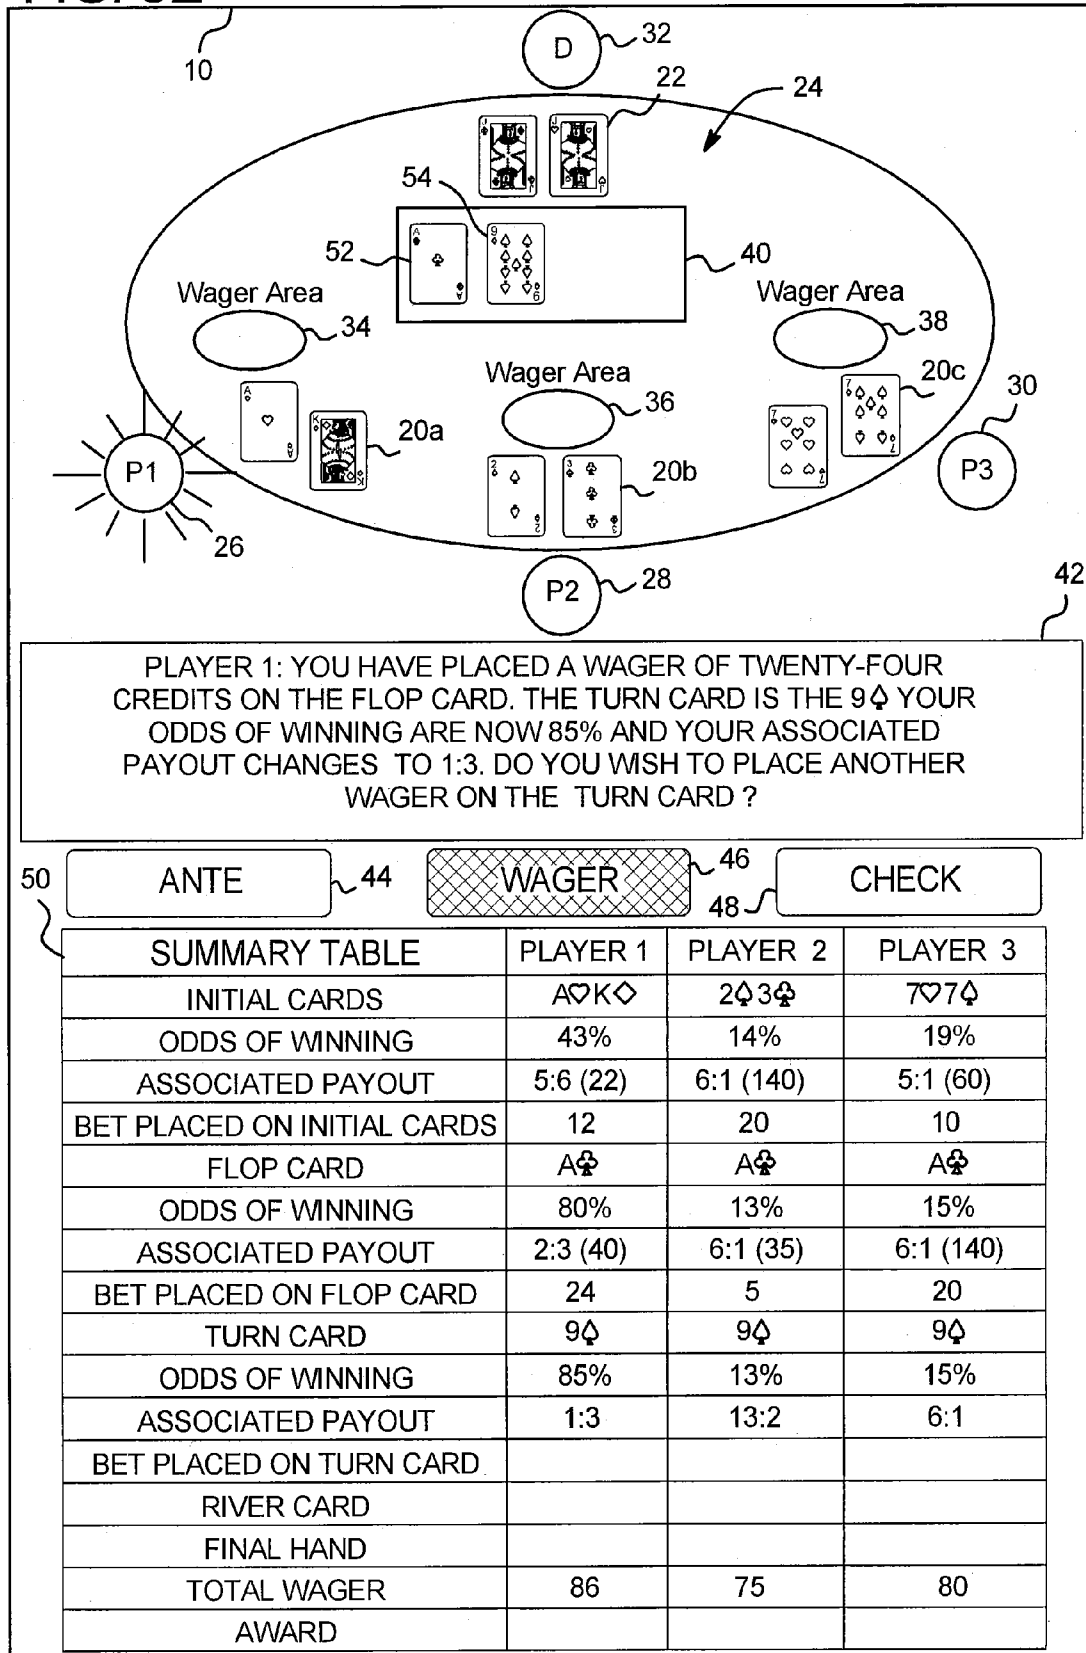 10
D
32
22
24
54
52
40
Wager Area
34
Wager Area
38
Wager Area
36
20a
20b
20c
30
P1
26
P3
P2
28
42
PLAYER 1: YOU HAVE PLACED A WAGER OF TWENTY-FOUR
CREDITS ON THE FLOP CARD. THE TURN CARD IS THE 9♤ YOUR
ODDS OF WINNING ARE NOW 85% AND YOUR ASSOCIATED
PAYOUT CHANGES TO 1:3. DO YOU WISH TO PLACE ANOTHER
WAGER ON THE TURN CARD ?
50
ANTE
44
WAGER
46
48
CHECK
SUMMARY TABLE PLAYER 1 PLAYER 2 PLAYER 3
INITIAL CARDS A♡K♢ 2♤3♧ 7♡7♤
ODDS OF WINNING 43% 14% 19%
ASSOCIATED PAYOUT 5:6 (22) 6:1 (140) 5:1 (60)
BET PLACED ON INITIAL CARDS 12 20 10
FLOP CARD A♧ A♧ A♧
ODDS OF WINNING 80% 13% 15%
ASSOCIATED PAYOUT 2:3 (40) 6:1 (35) 6:1 (140)
BET PLACED ON FLOP CARD 24 5 20
TURN CARD 9♤ 9♤ 9♤
ODDS OF WINNING 85% 13% 15%
ASSOCIATED PAYOUT 1:3 13:2 6:1
BET PLACED ON TURN CARD
RIVER CARD
FINAL HAND
TOTAL WAGER 86 75 80
AWARD